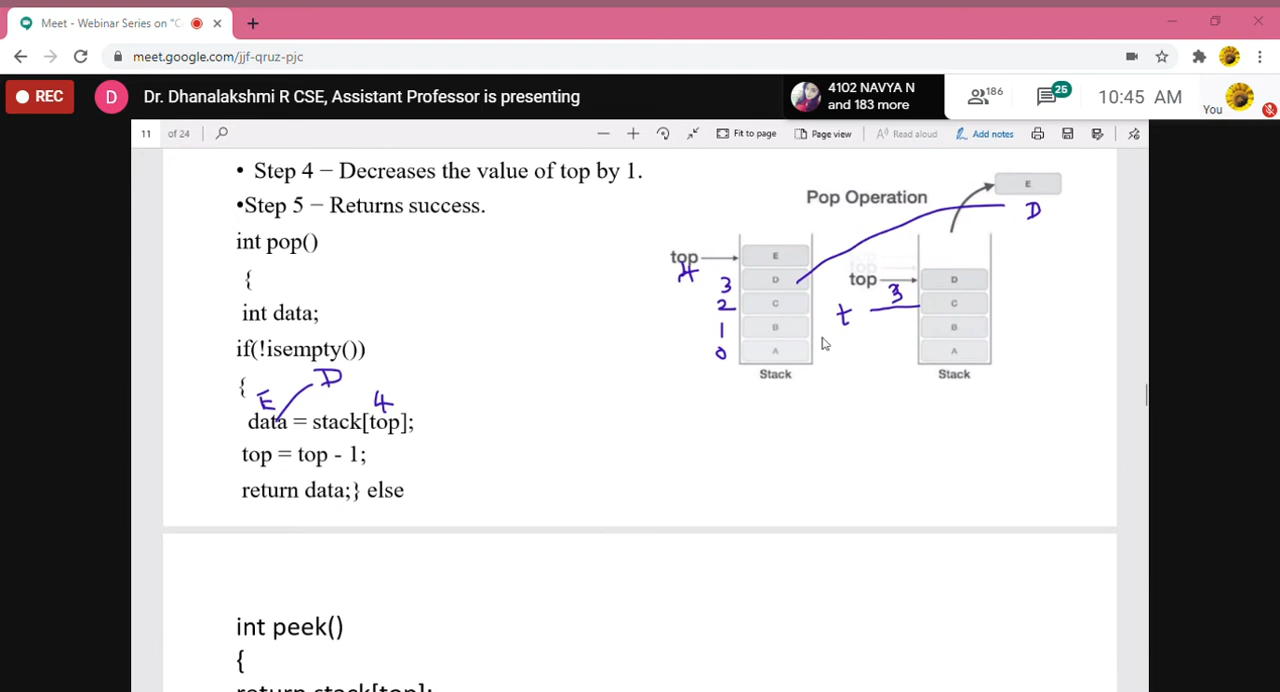 Meet - Webinar Series on "C
meet.google.com/jjf-qruz-pjc
REC
D
Dr. Dhanalakshmi R CSE, Assistant Professor is presenting
4102 NAVYA N
and 183 more
186
25
10:45 AM
You
11 of 24
Fit to page
Page view
Read aloud
Add notes
• Step 4 − Decreases the value of top by 1.
•Step 5 − Returns success.
int pop()
{
int data;
if(!isempty())
{
D
E
4
data = stack[top];
top = top - 1;
return data;} else
Pop Operation
E
D
top
4
E
3
D
2
C
1
B
0
A
Stack
top
D
t
3
C
B
A
Stack
int peek()
{
return stack[top];